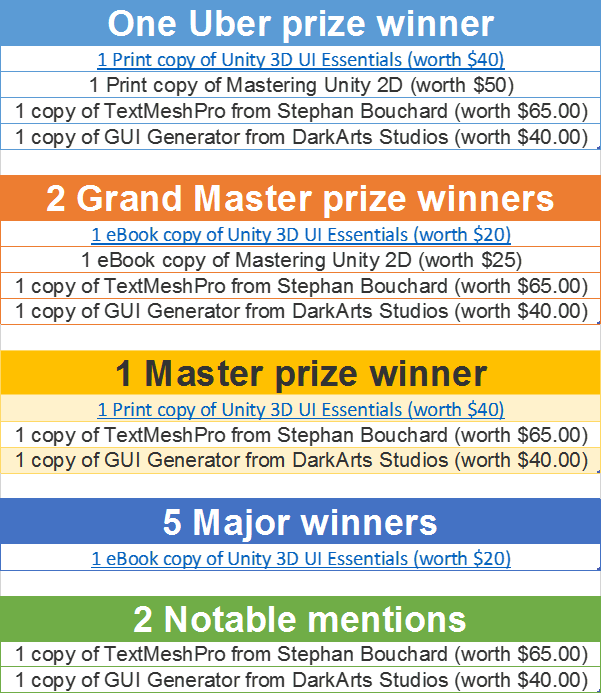 One Uber prize winner
1 Print copy of Unity 3D UI Essentials (worth $40)
1 Print copy of Mastering Unity 2D (worth $50)
1 copy of TextMeshPro from Stephan Bouchard (worth $65.00)
1 copy of GUI Generator from DarkArts Studios (worth $40.00)
2 Grand Master prize winners
1 eBook copy of Unity 3D UI Essentials (worth $20)
1 eBook copy of Mastering Unity 2D (worth $25)
1 copy of TextMeshPro from Stephan Bouchard (worth $65.00)
1 copy of GUI Generator from DarkArts Studios (worth $40.00)
1 Master prize winner
1 Print copy of Unity 3D UI Essentials (worth $40)
1 copy of TextMeshPro from Stephan Bouchard (worth $65.00)
1 copy of GUI Generator from DarkArts Studios (worth $40.00)
5 Major winners
1 eBook copy of Unity 3D UI Essentials (worth $20)
2 Notable mentions
1 copy of TextMeshPro from Stephan Bouchard (worth $65.00)
1 copy of GUI Generator from DarkArts Studios (worth $40.00)